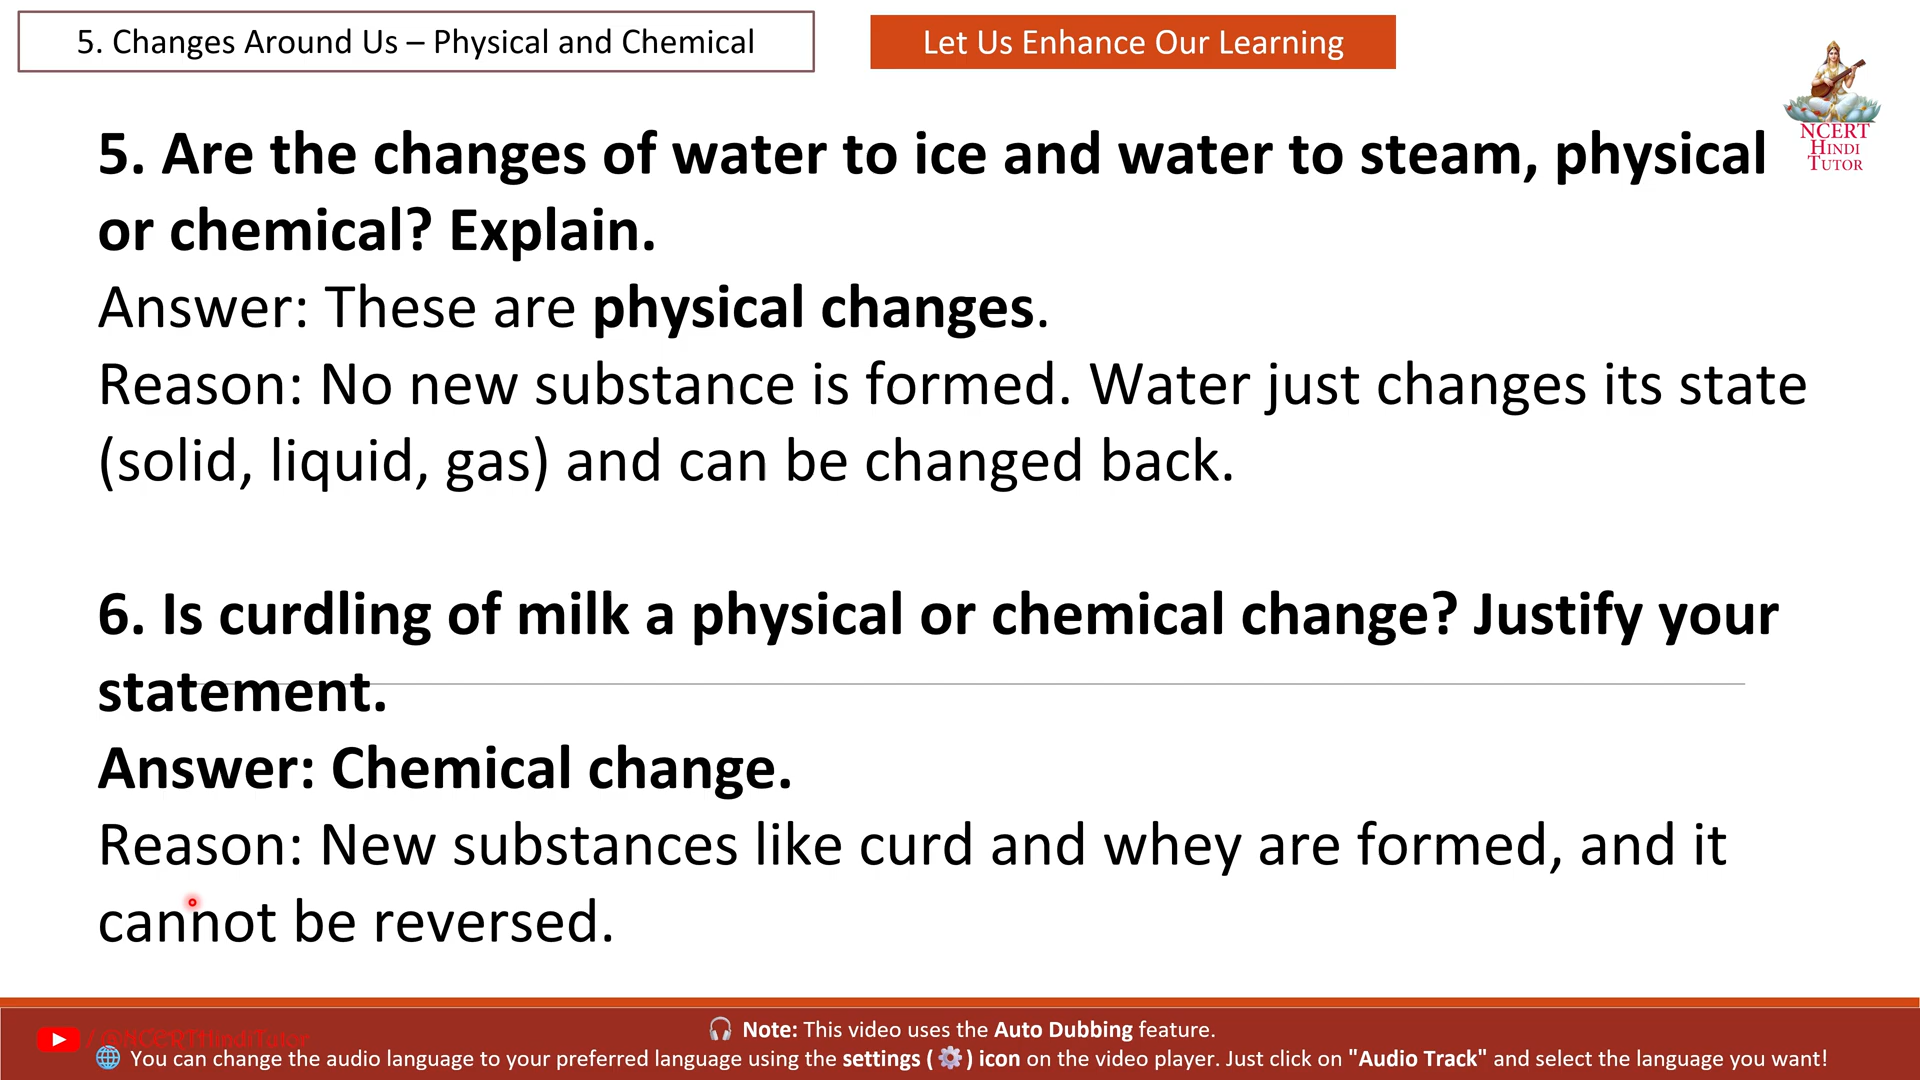 5. Changes Around Us – Physical and Chemical
Let Us Enhance Our Learning
NCERT
HINDI
TUTOR
5. Are the changes of water to ice and water to steam, physical
or chemical? Explain.
Answer: These are physical changes.
Reason: No new substance is formed. Water just changes its state
(solid, liquid, gas) and can be changed back.
6. Is curdling of milk a physical or chemical change? Justify your
statement.
Answer: Chemical change.
Reason: New substances like curd and whey are formed, and it
cannot be reversed.
/@NCERTHindiTutor
🎧 Note: This video uses the Auto Dubbing feature.
🌐 You can change the audio language to your preferred language using the settings ( ⚙️ ) icon on the video player. Just click on "Audio Track" and select the language you want!